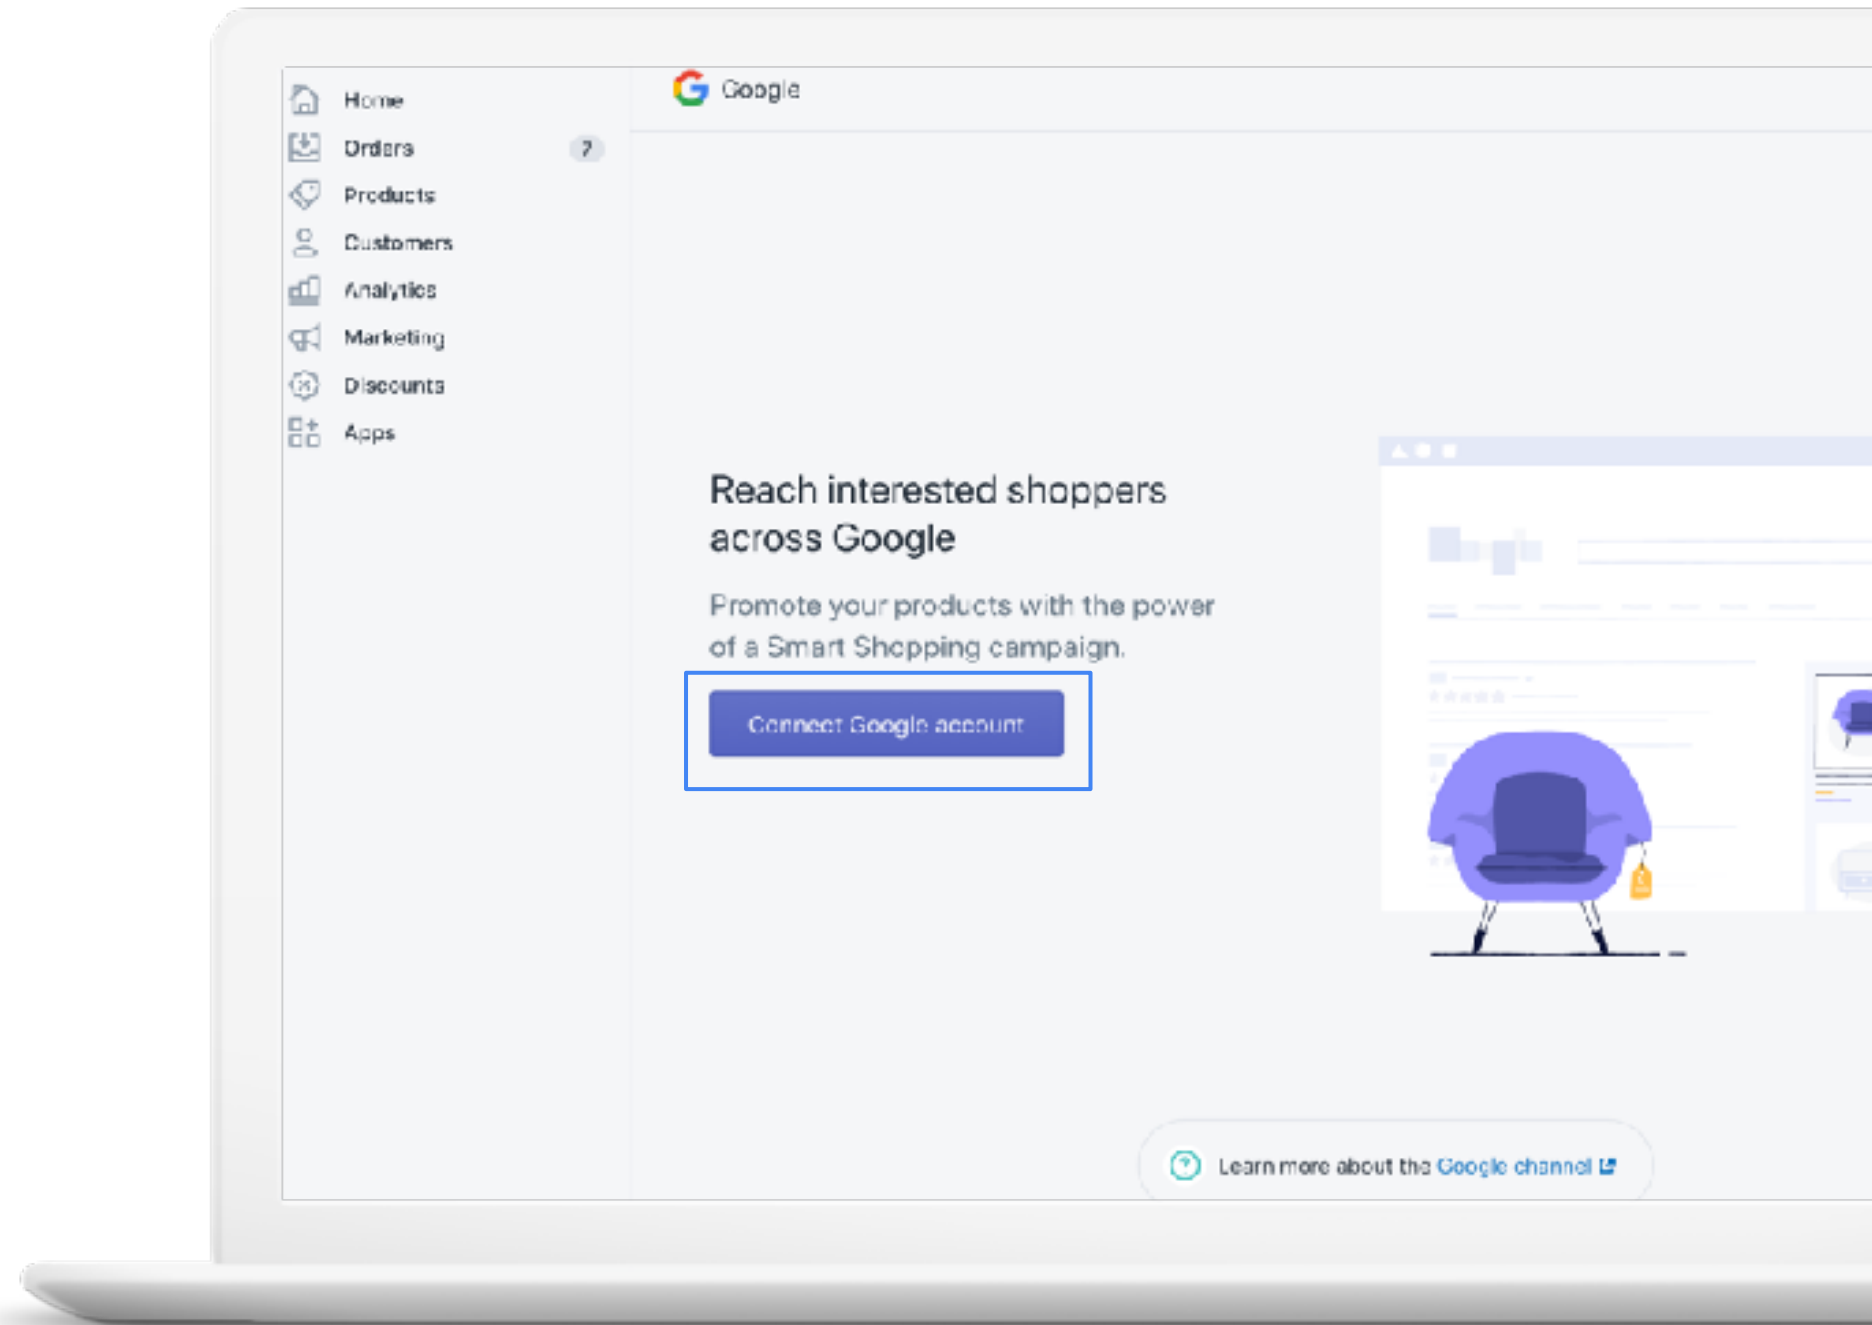 Home
Orders 7
Products
Customers
Analytics
Marketing
Discounts
Apps
Google
Reach interested shoppers
across Google
Promote your products with the power
of a Smart Shopping campaign.
Connect Google account
Learn more about the Google channel